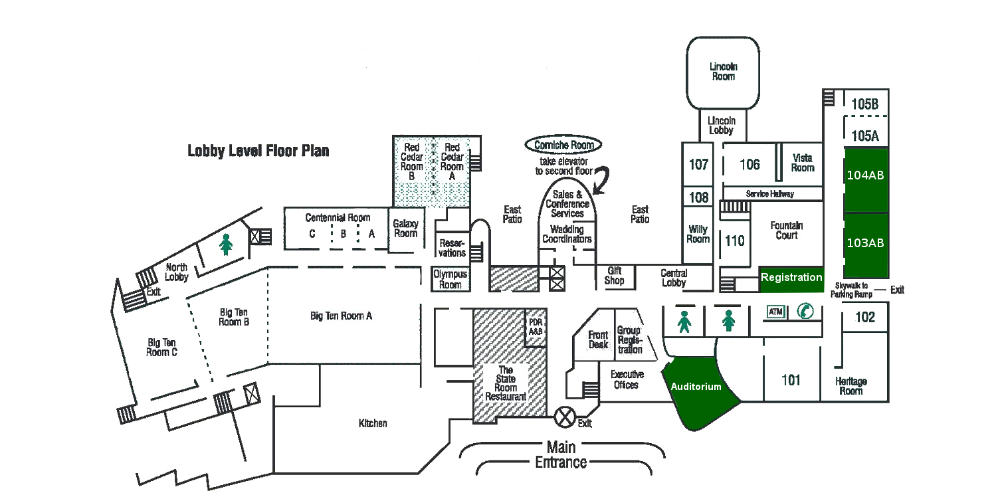 Lincoln
Room
Lincoln
Lobby
105B
105A
Lobby Level Floor Plan
Red
Cedar
Room
B
Red
Cedar
Room
A
Corniche Room
take elevator
to second floor
107
106
Vista
Room
104AB
108
Service Hallway
Sales &
Conference
Services
East
Patio
East
Patio
Centennial Room
C
B
A
Galaxy
Room
Wedding
Coordinators
Willy
Room
110
Fountain
Court
103AB
Reser-
vations
North
Lobby
Exit
Olympus
Room
Gift
Shop
Central
Lobby
Registration
Skywalk to
Parking Ramp
Exit
Big Ten
Room B
Big Ten Room A
PDR
A&B
ATM
102
Big Ten
Room C
Front
Desk
Group
Regis-
tration
The
State
Room
Restaurant
Executive
Offices
Auditorium
101
Heritage
Room
Kitchen
Exit
Main
Entrance